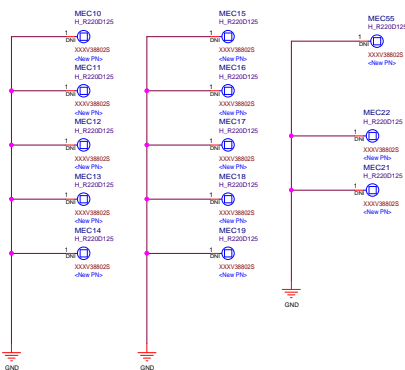 MEC10
H_R220D125
1
DNI
XXXV38802S
<New PN>
MEC11
H_R220D125
1
DNI
XXXV38802S
<New PN>
MEC12
H_R220D125
1
DNI
XXXV38802S
<New PN>
MEC13
H_R220D125
1
DNI
XXXV38802S
<New PN>
MEC14
H_R220D125
1
DNI
XXXV38802S
<New PN>
GND
MEC15
H_R220D125
1
DNI
XXXV38802S
<New PN>
MEC16
H_R220D125
1
DNI
XXXV38802S
<New PN>
MEC17
H_R220D125
1
DNI
XXXV38802S
<New PN>
MEC18
H_R220D125
1
DNI
XXXV38802S
<New PN>
MEC19
H_R220D125
1
DNI
XXXV38802S
<New PN>
GND
MEC55
H_R220D125
1
DNI
XXXV38802S
<New PN>
MEC22
H_R220D125
1
DNI
XXXV38802S
<New PN>
MEC21
H_R220D125
1
DNI
XXXV38802S
<New PN>
GND